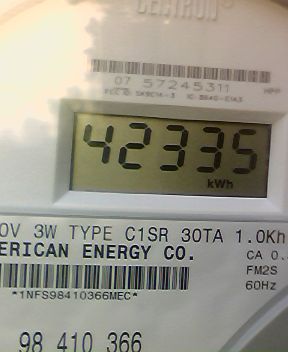 CENTRON®
07 57245311
42335
kWh
0V 3W TYPE C1SR 30TA 1.0Kh
ERICAN ENERGY CO.
CA 0.
FM2S
*1NFS98410366MEC*
60Hz
98 410 366